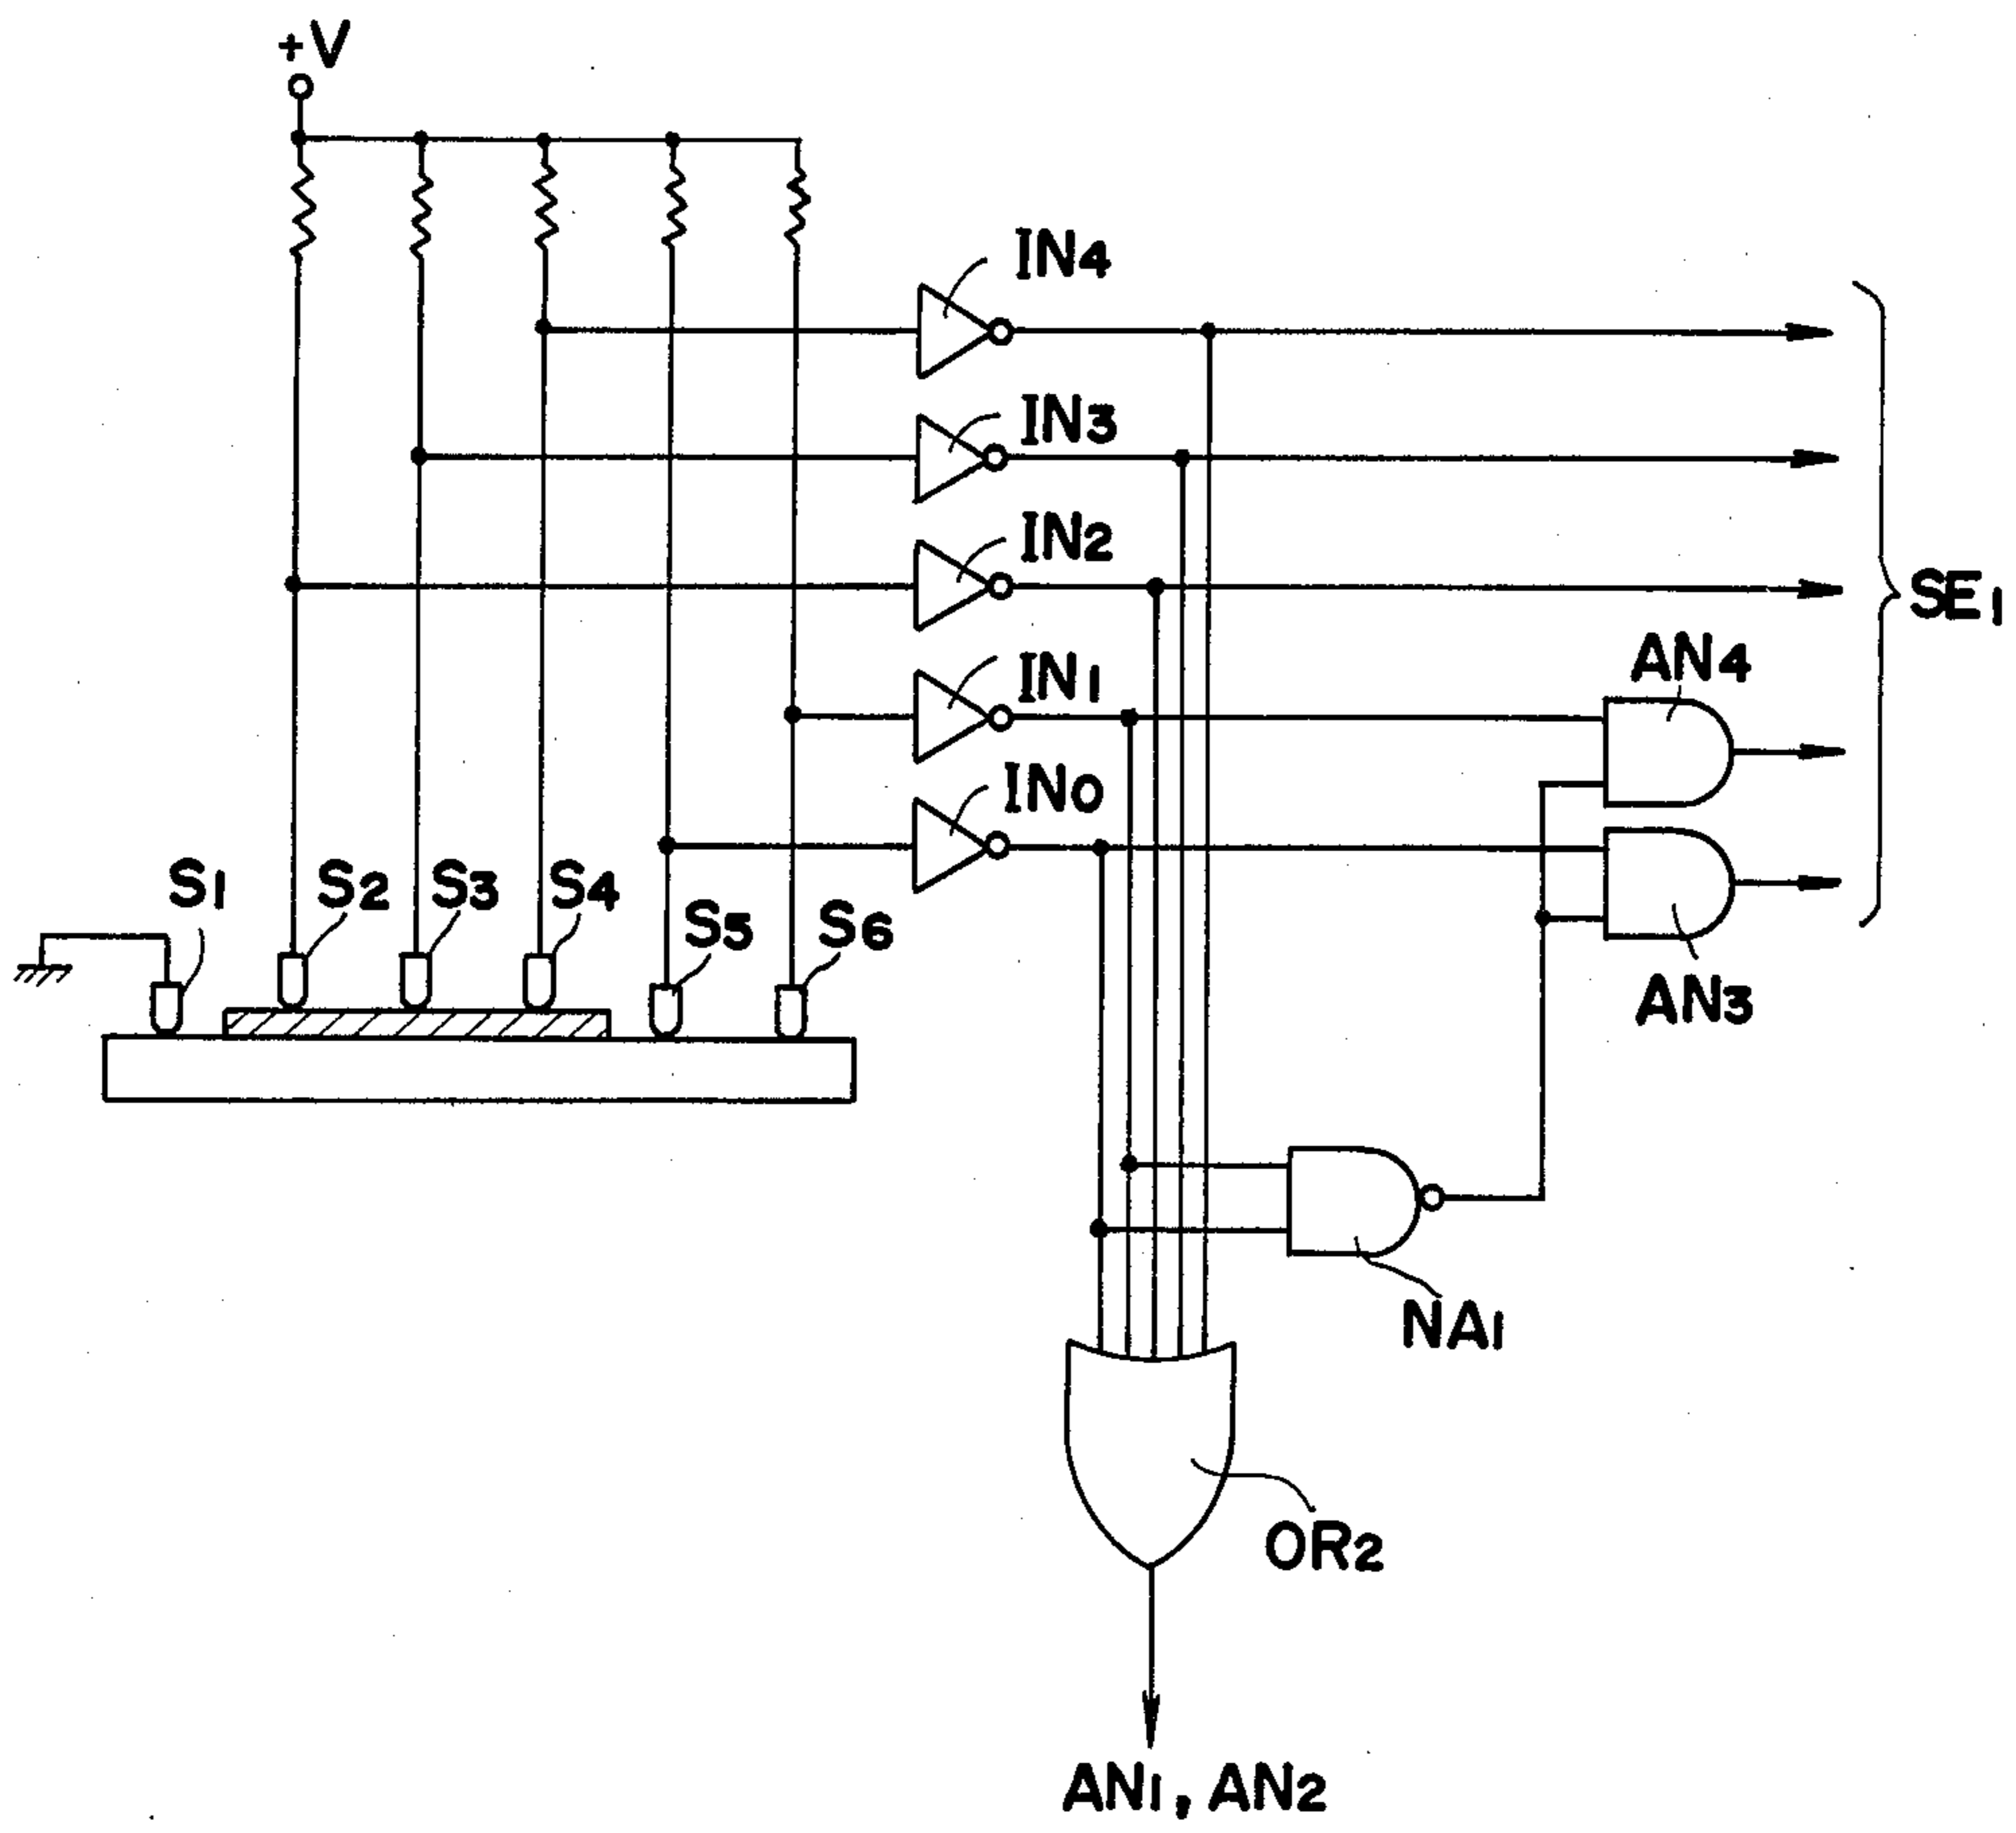 +V
IN4
IN3
IN2
SE1
AN4
IN1
IN0
S1
S2
S3
S4
S5
S6
AN3
NA1
OR2
AN1, AN2